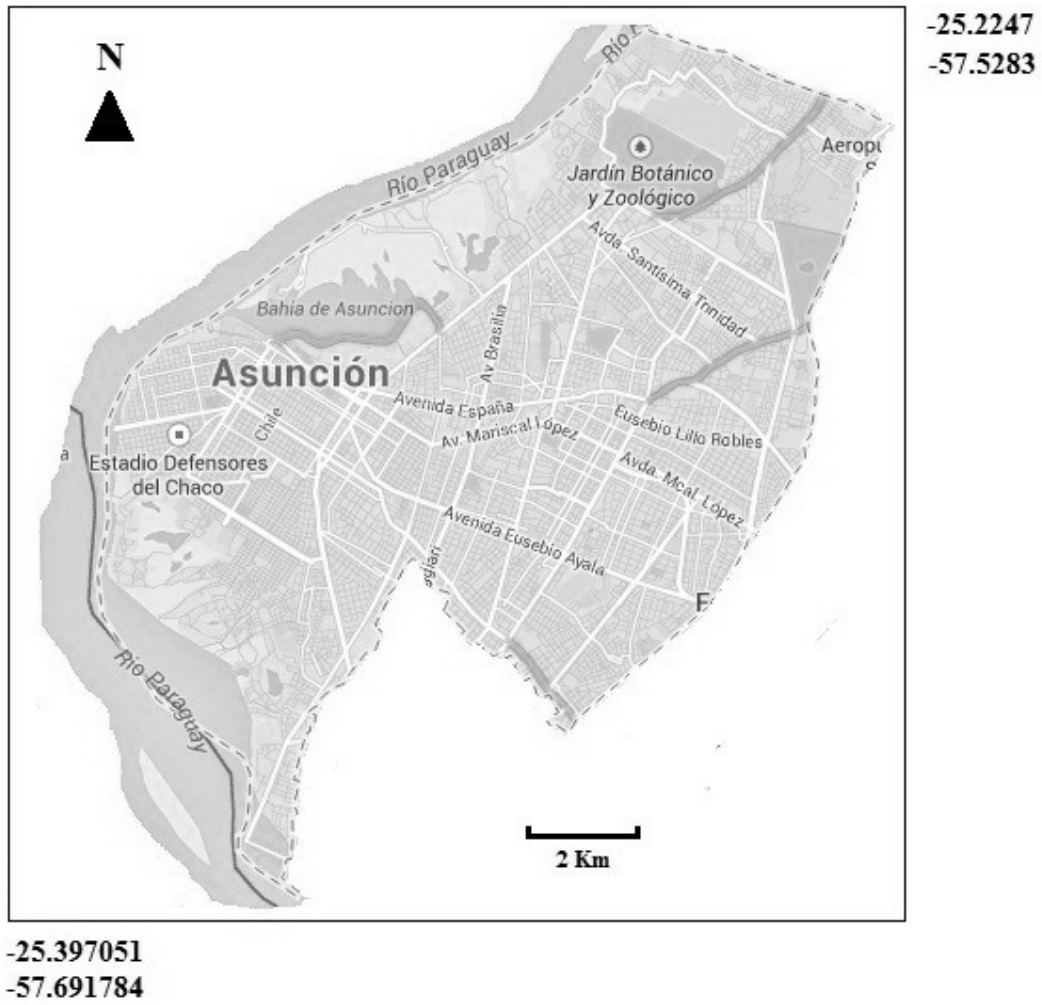 -25.2247
-57.5283
N
Río
Río Paraguay
Aeropu
Jardín Botánico
y Zoológico
Avda. Santísima Trinidad
Bahia de Asuncion
Av Brasilia
Asunción
Avenida España
Chile
Av. Mariscal López
Eusebio Lillo Robles
a
Estadio Defensores
del Chaco
Avda. Mcal. López
Avenida Eusebio Ayala
F
Río Paraguay
2 Km
-25.397051
-57.691784